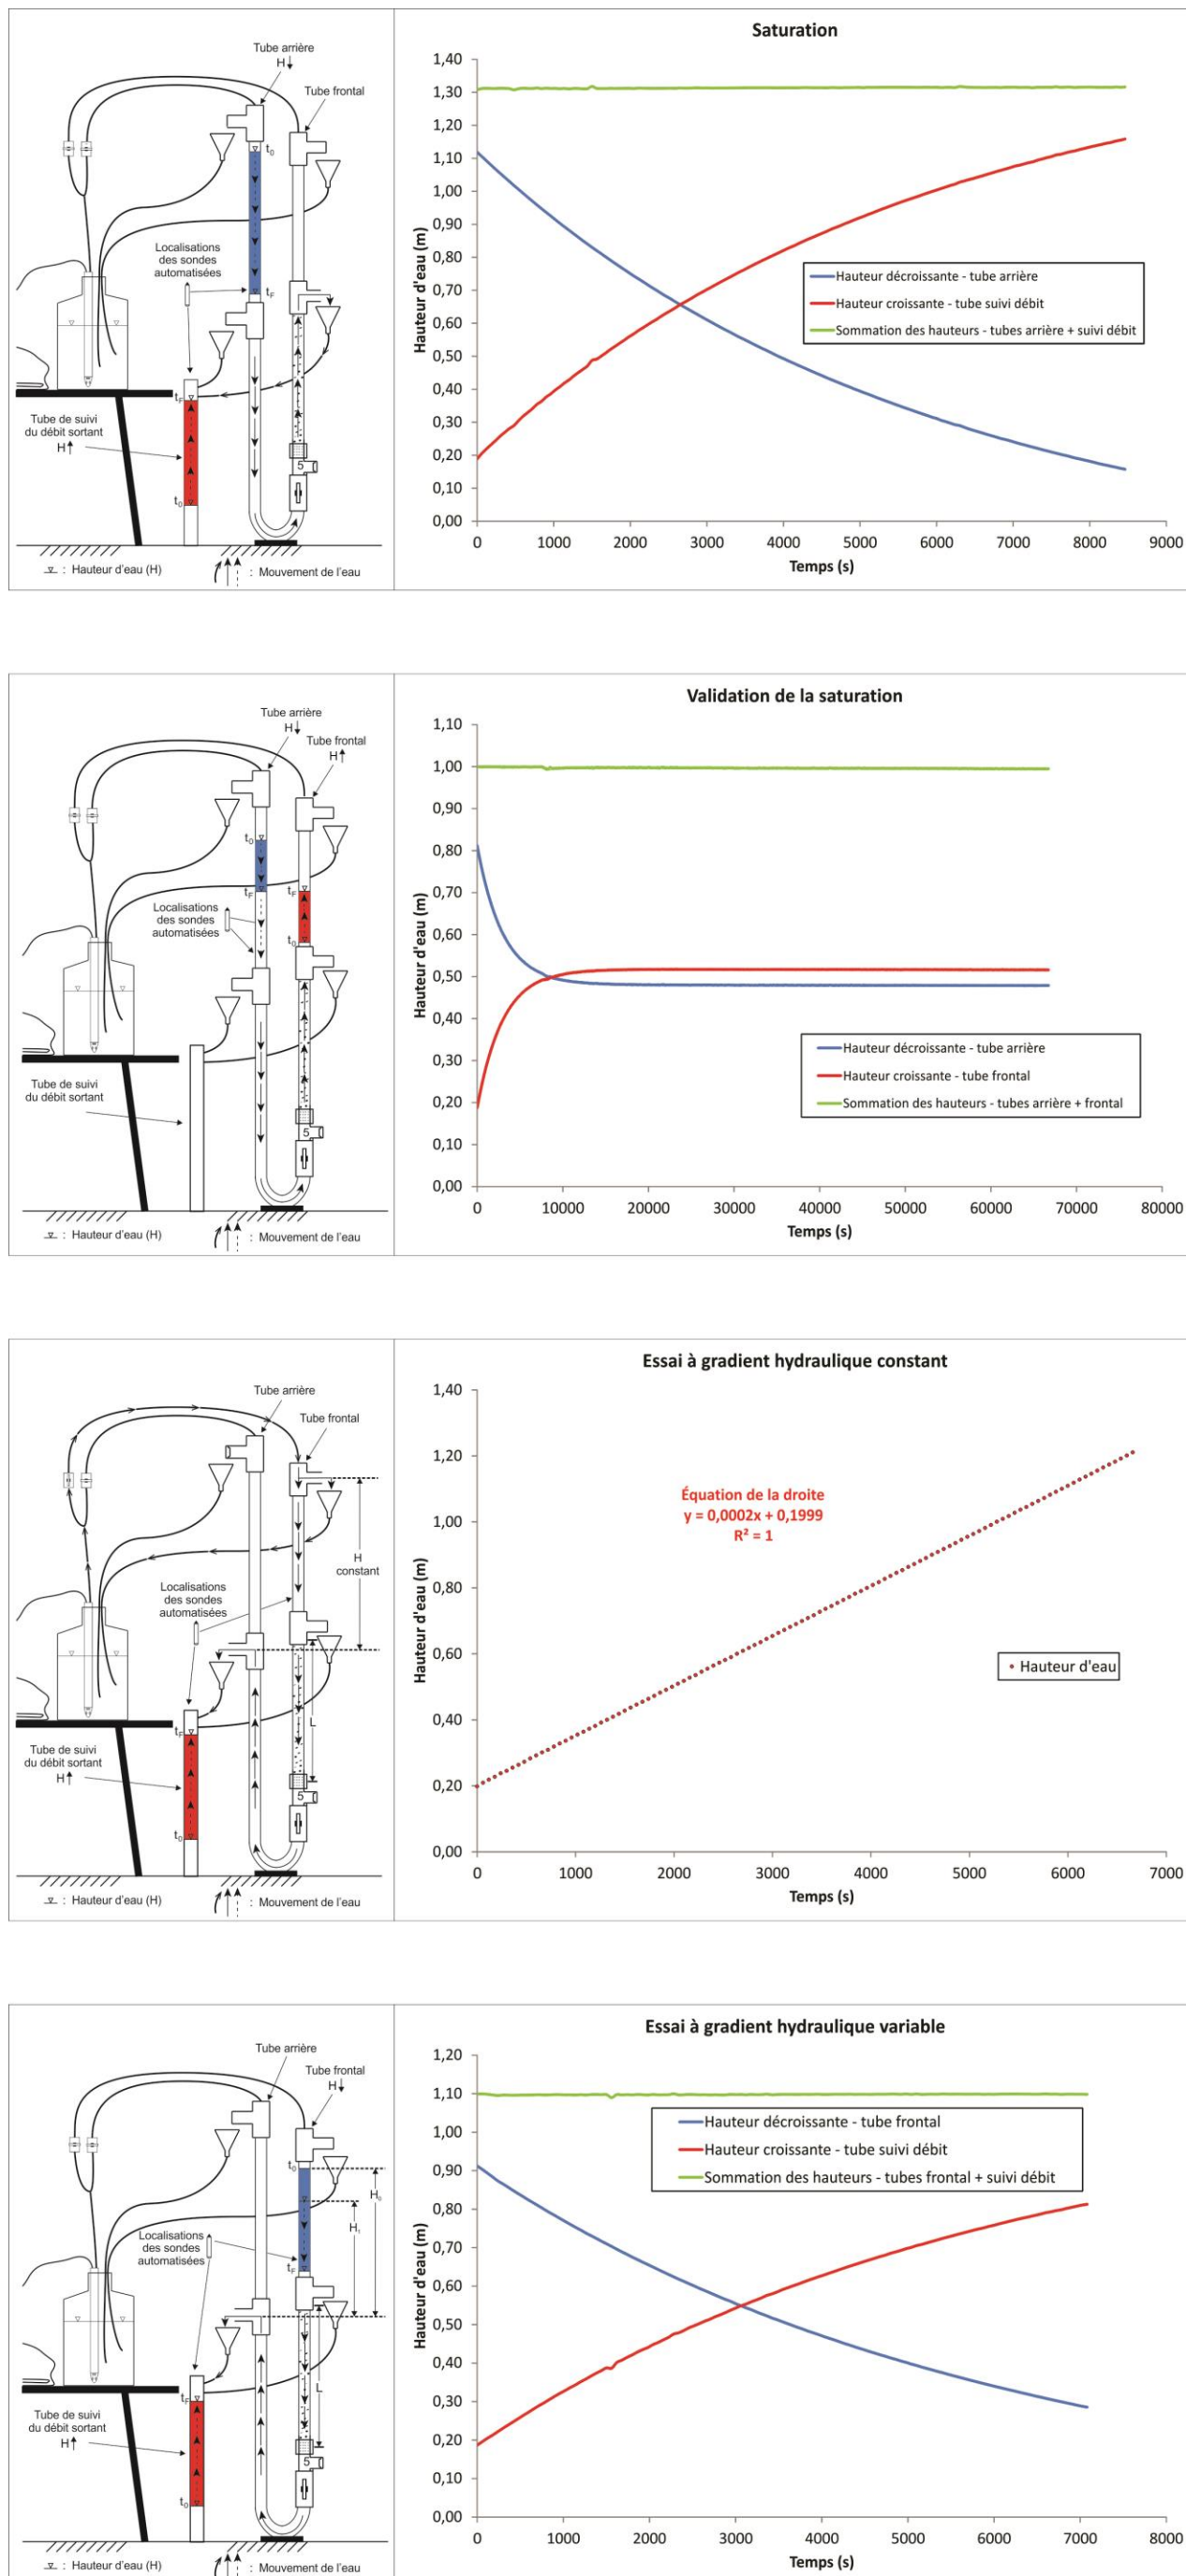 Tube arrière
H↓
Tube frontal
t₀
Localisations
des sondes
automatisées
t_F
t_F
Tube de suivi
du débit sortant
H↑
5
t₀
: Hauteur d'eau (H)
: Mouvement de l'eau
Saturation
1,40
1,30
1,20
1,10
1,00
0,90
0,80
0,70
0,60
0,50
0,40
0,30
0,20
0,10
0,00
Hauteur d'eau (m)
Hauteur décroissante - tube arrière
Hauteur croissante - tube suivi débit
Sommation des hauteurs - tubes arrière + suivi débit
0 1000 2000 3000 4000 5000 6000 7000 8000 9000
Temps (s)
Tube arrière
H↓
Tube frontal
H↑
t₀
t_F
t_F
Localisations
des sondes
automatisées
t₀
Tube de suivi
du débit sortant
5
: Hauteur d'eau (H)
: Mouvement de l'eau
Validation de la saturation
1,10
1,00
0,90
0,80
0,70
0,60
0,50
0,40
0,30
0,20
0,10
0,00
Hauteur d'eau (m)
Hauteur décroissante - tube arrière
Hauteur croissante - tube frontal
Sommation des hauteurs - tubes arrière + frontal
0 10000 20000 30000 40000 50000 60000 70000 80000
Temps (s)
Tube arrière
Tube frontal
H
constant
Localisations
des sondes
automatisées
L
t_F
Tube de suivi
du débit sortant
H↑
5
t₀
: Hauteur d'eau (H)
: Mouvement de l'eau
Essai à gradient hydraulique constant
1,40
1,20
1,00
0,80
0,60
0,40
0,20
0,00
Hauteur d'eau (m)
Équation de la droite
y = 0,0002x + 0,1999
R² = 1
Hauteur d'eau
0 1000 2000 3000 4000 5000 6000 7000
Temps (s)
Tube arrière
Tube frontal
H↓
t₀
H₀
H₁
Localisations
des sondes
automatisées
t_F
L
t_F
Tube de suivi
du débit sortant
H↑
5
t₀
: Hauteur d'eau (H)
: Mouvement de l'eau
Essai à gradient hydraulique variable
1,20
1,10
1,00
0,90
0,80
0,70
0,60
0,50
0,40
0,30
0,20
0,10
0,00
Hauteur d'eau (m)
Hauteur décroissante - tube frontal
Hauteur croissante - tube suivi débit
Sommation des hauteurs - tubes frontal + suivi débit
0 1000 2000 3000 4000 5000 6000 7000 8000
Temps (s)